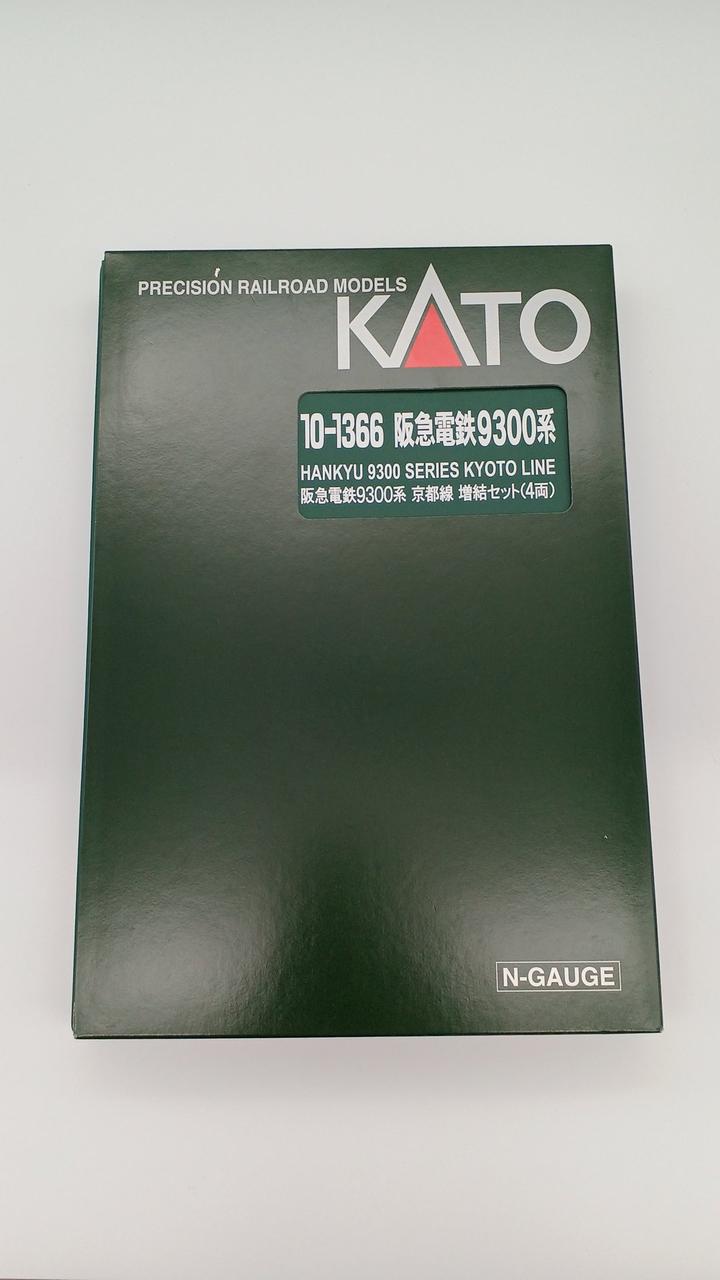 PRECISION RAILROAD MODELS
KATO
10-1366 阪急電鉄9300系
HANKYU 9300 SERIES KYOTO LINE
阪急電鉄9300系 京都線 増結セット(4両)
N-GAUGE